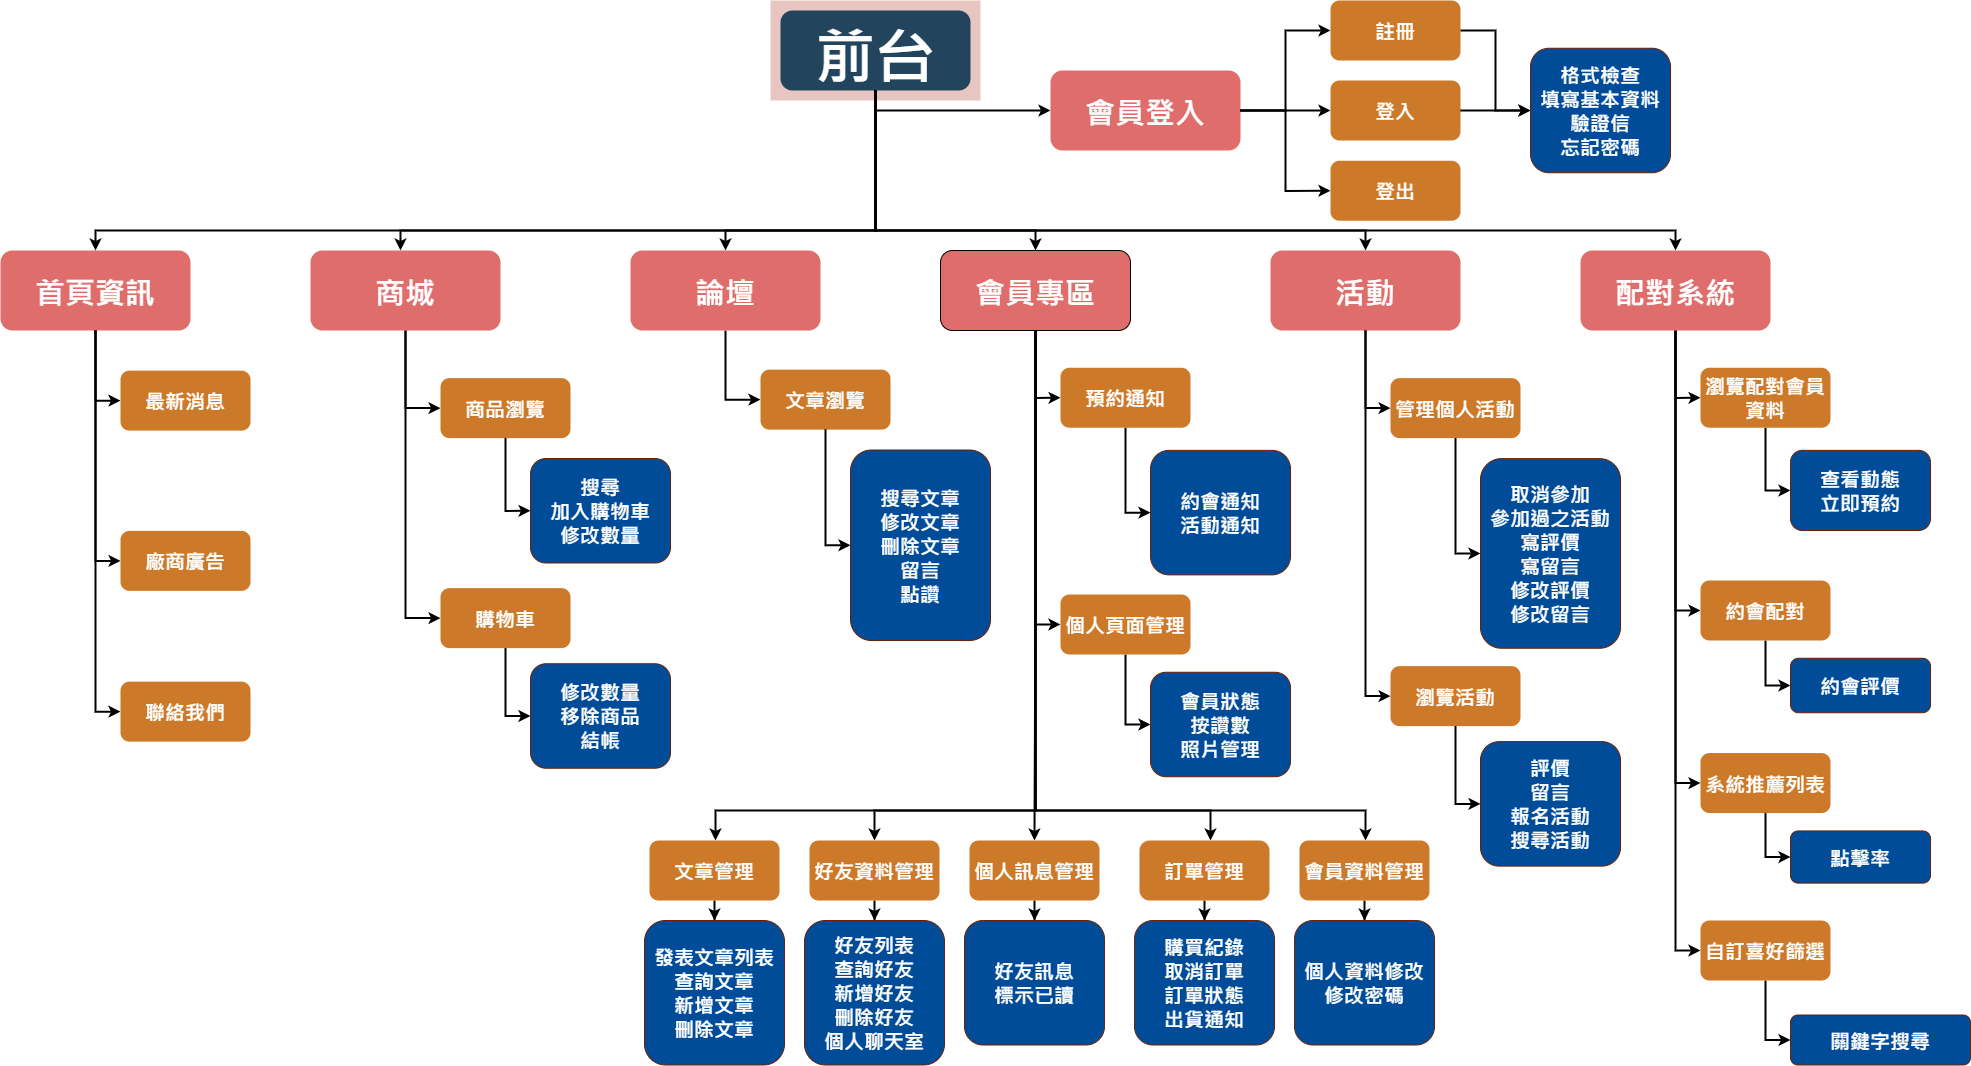 前台
會員登入
註冊
登入
登出
格式檢查
填寫基本資料
驗證信
忘記密碼
首頁資訊
最新消息
廠商廣告
聯絡我們
商城
商品瀏覽
搜尋
加入購物車
修改數量
購物車
修改數量
移除商品
結帳
論壇
文章瀏覽
搜尋文章
修改文章
刪除文章
留言
點讚
會員專區
預約通知
約會通知
活動通知
個人頁面管理
會員狀態
按讚數
照片管理
文章管理
發表文章列表
查詢文章
新增文章
刪除文章
好友資料管理
好友列表
查詢好友
新增好友
刪除好友
個人聊天室
個人訊息管理
好友訊息
標示已讀
訂單管理
購買紀錄
取消訂單
訂單狀態
出貨通知
會員資料管理
個人資料修改
修改密碼
活動
管理個人活動
取消參加
參加過之活動
寫評價
寫留言
修改評價
修改留言
瀏覽活動
評價
留言
報名活動
搜尋活動
配對系統
瀏覽配對會員
資料
查看動態
立即預約
約會配對
約會評價
系統推薦列表
點擊率
自訂喜好篩選
關鍵字搜尋